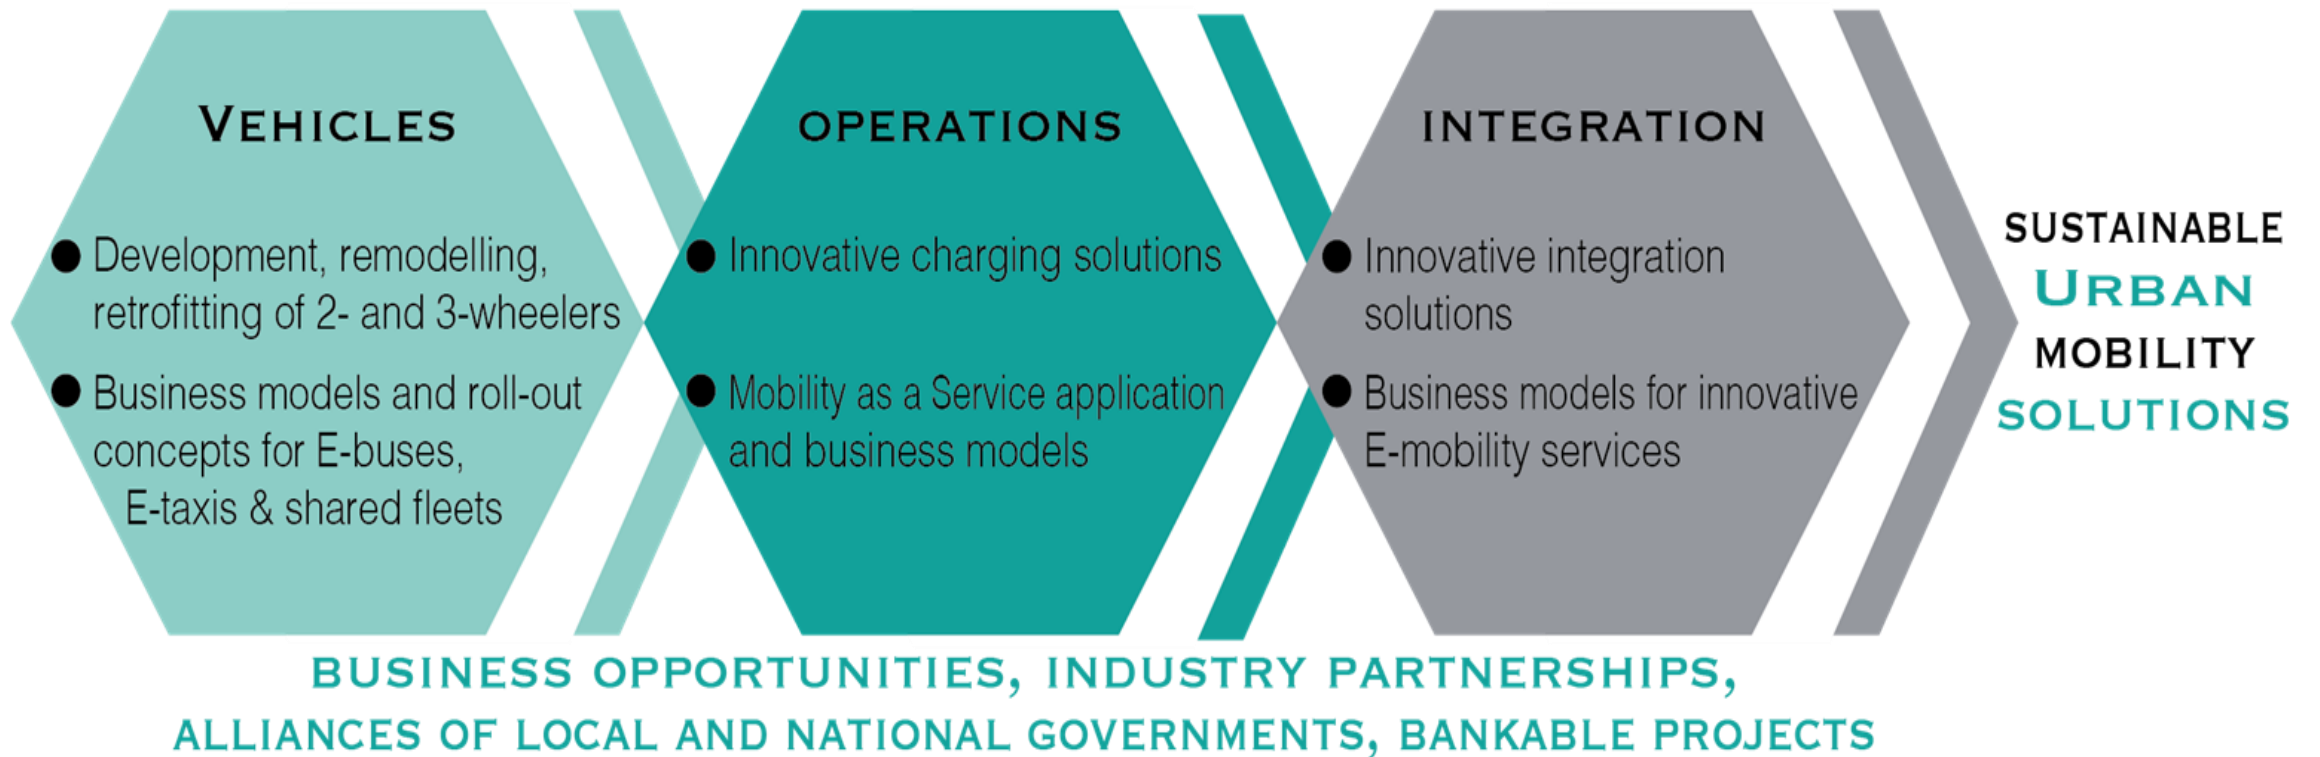 VEHICLES
● Development, remodelling,
retrofitting of 2- and 3-wheelers
● Business models and roll-out
concepts for E-buses,
E-taxis & shared fleets
OPERATIONS
● Innovative charging solutions
● Mobility as a Service application
and business models
INTEGRATION
● Innovative integration
solutions
● Business models for innovative
E-mobility services
SUSTAINABLE
URBAN
MOBILITY
SOLUTIONS
BUSINESS OPPORTUNITIES, INDUSTRY PARTNERSHIPS,
ALLIANCES OF LOCAL AND NATIONAL GOVERNMENTS, BANKABLE PROJECTS